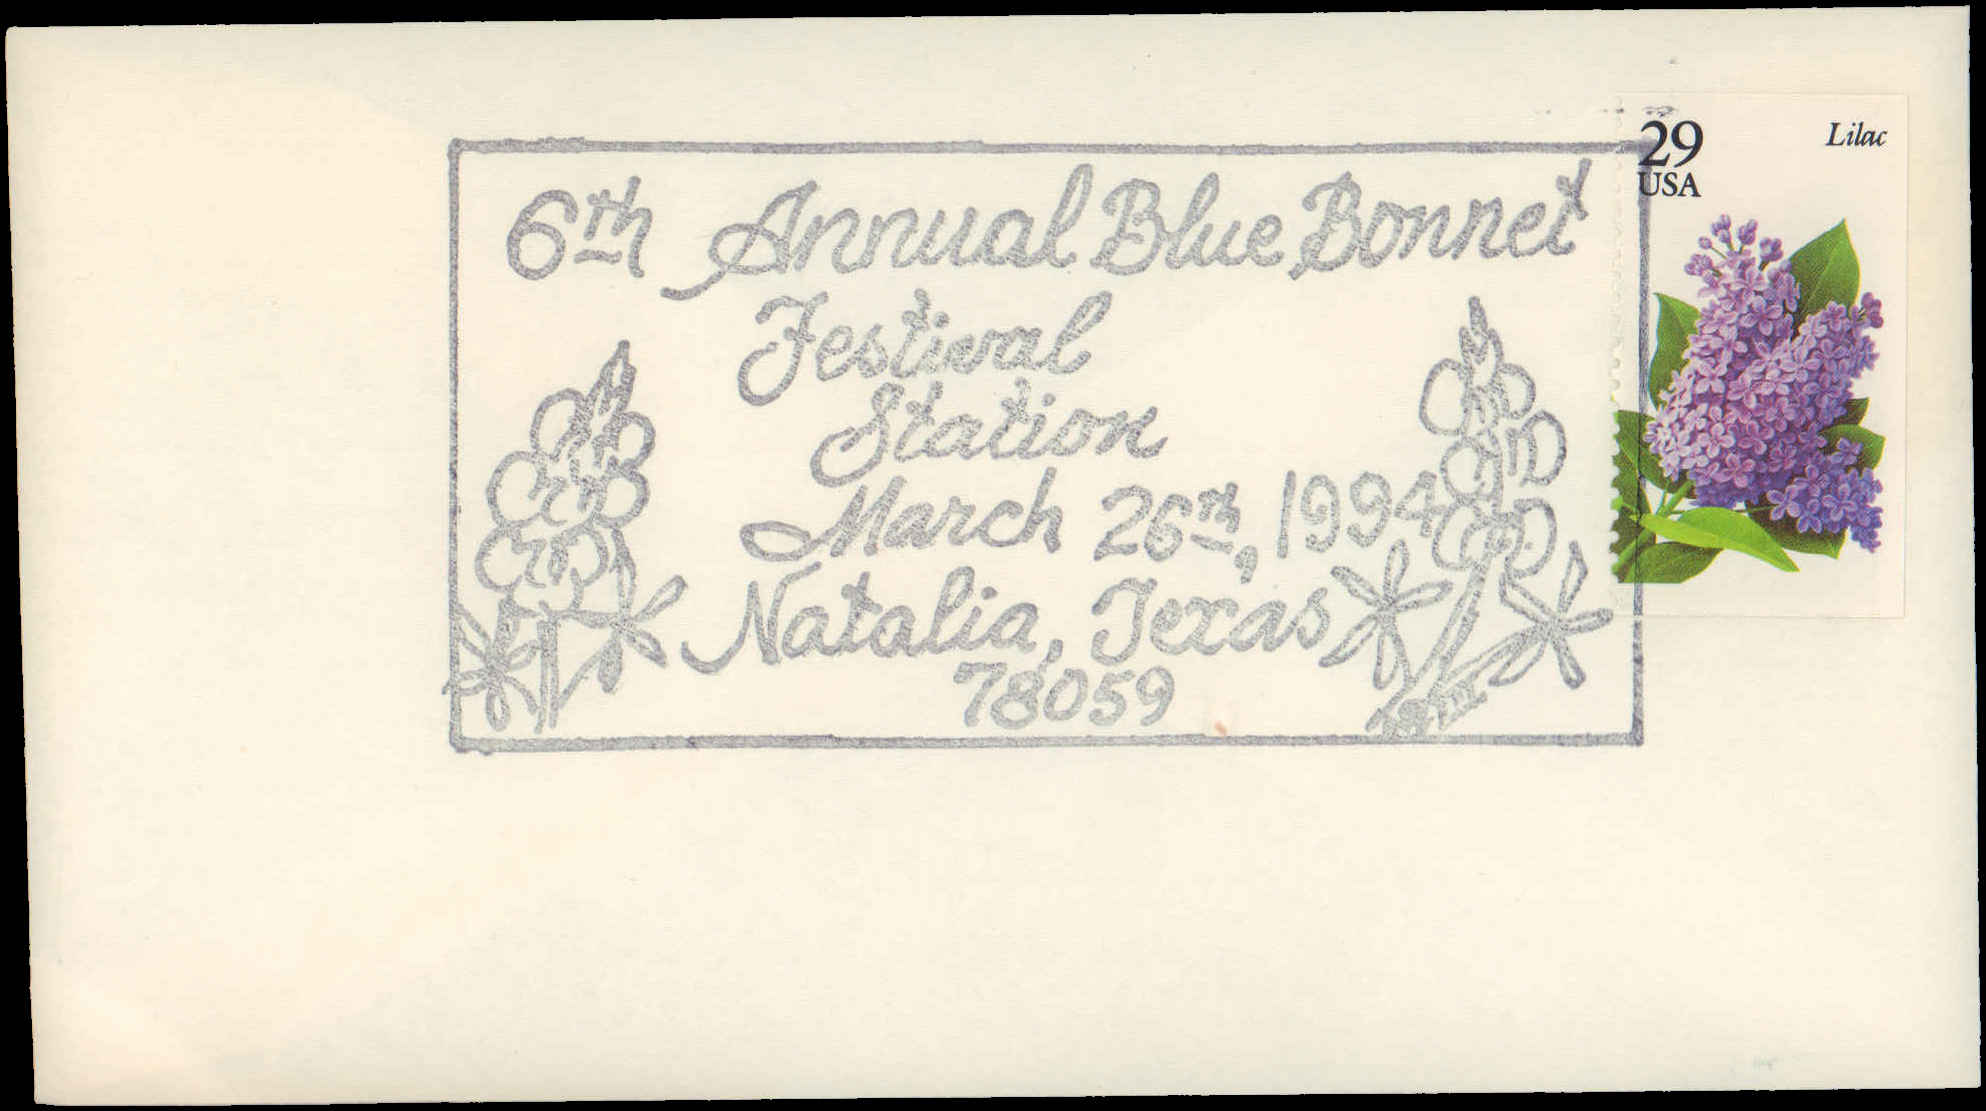 6th Annual Blue Bonnet
Festival
Station
March 26th, 1994
Natalia, Texas
78059
29
USA
Lilac